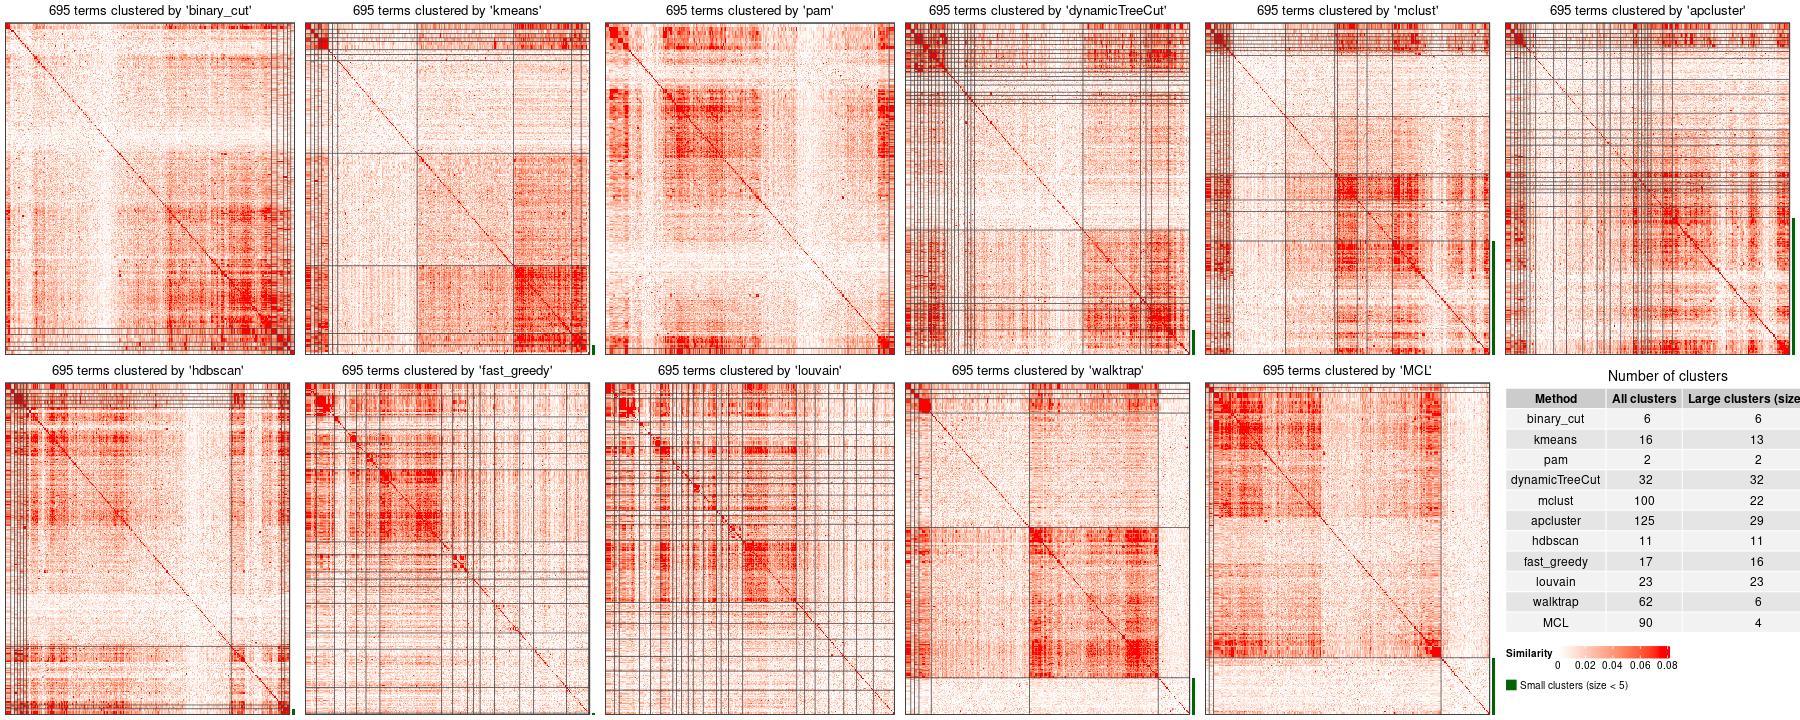 695 terms clustered by 'binary_cut'
695 terms clustered by 'kmeans'
695 terms clustered by 'pam'
695 terms clustered by 'dynamicTreeCut'
695 terms clustered by 'mclust'
695 terms clustered by 'apcluster'
695 terms clustered by 'hdbscan'
695 terms clustered by 'fast_greedy'
695 terms clustered by 'louvain'
695 terms clustered by 'walktrap'
695 terms clustered by 'MCL'
Number of clusters
Method All clusters Large clusters (size
binary_cut 6 6
kmeans 16 13
pam 2 2
dynamicTreeCut 32 32
mclust 100 22
apcluster 125 29
hdbscan 11 11
fast_greedy 17 16
louvain 23 23
walktrap 62 6
MCL 90 4
Similarity
0 0.02 0.04 0.06 0.08
Small clusters (size < 5)